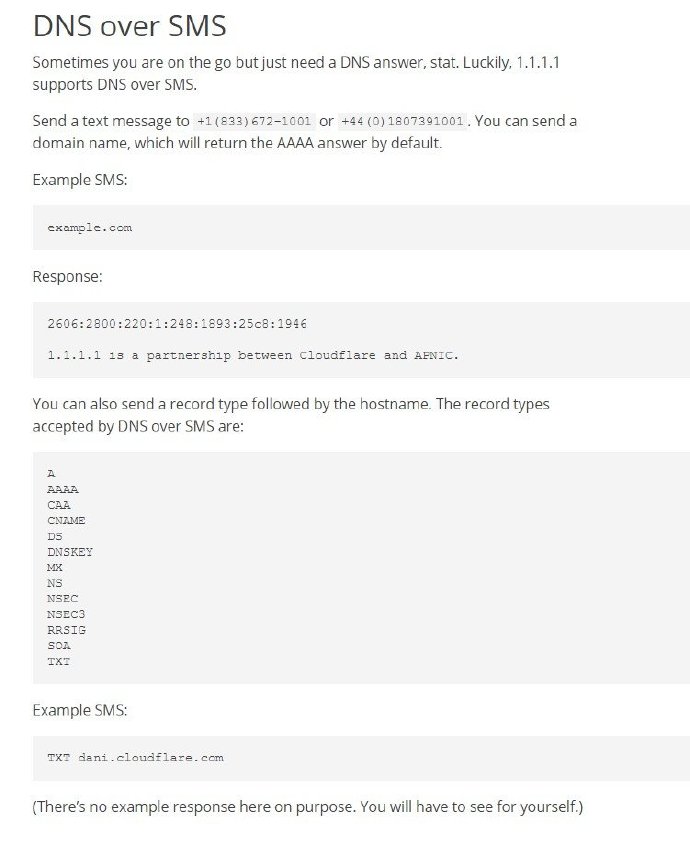 DNS over SMS
Sometimes you are on the go but just need a DNS answer, stat. Luckily, 1.1.1.1
supports DNS over SMS.
Send a text message to +1(833)672-1001 or +44(0)1807391001. You can send a
domain name, which will return the AAAA answer by default.
Example SMS:
example.com
Response:
2606:2800:220:1:248:1893:25c8:1946
1.1.1.1 is a partnership between Cloudflare and APNIC.
You can also send a record type followed by the hostname. The record types
accepted by DNS over SMS are:
A
AAAA
CAA
CNAME
DS
DNSKEY
MX
NS
NSEC
NSEC3
RRSIG
SOA
TXT
Example SMS:
TXT dani.cloudflare.com
(There's no example response here on purpose. You will have to see for yourself.)